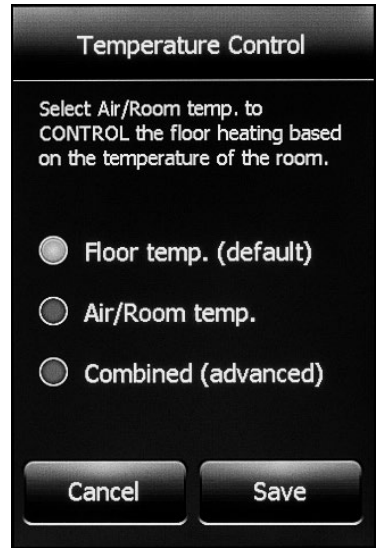 Temperature Control
Select Air/Room temp. to
CONTROL the floor heating based
on the temperature of the room.
Floor temp. (default)
Air/Room temp.
Combined (advanced)
Cancel
Save